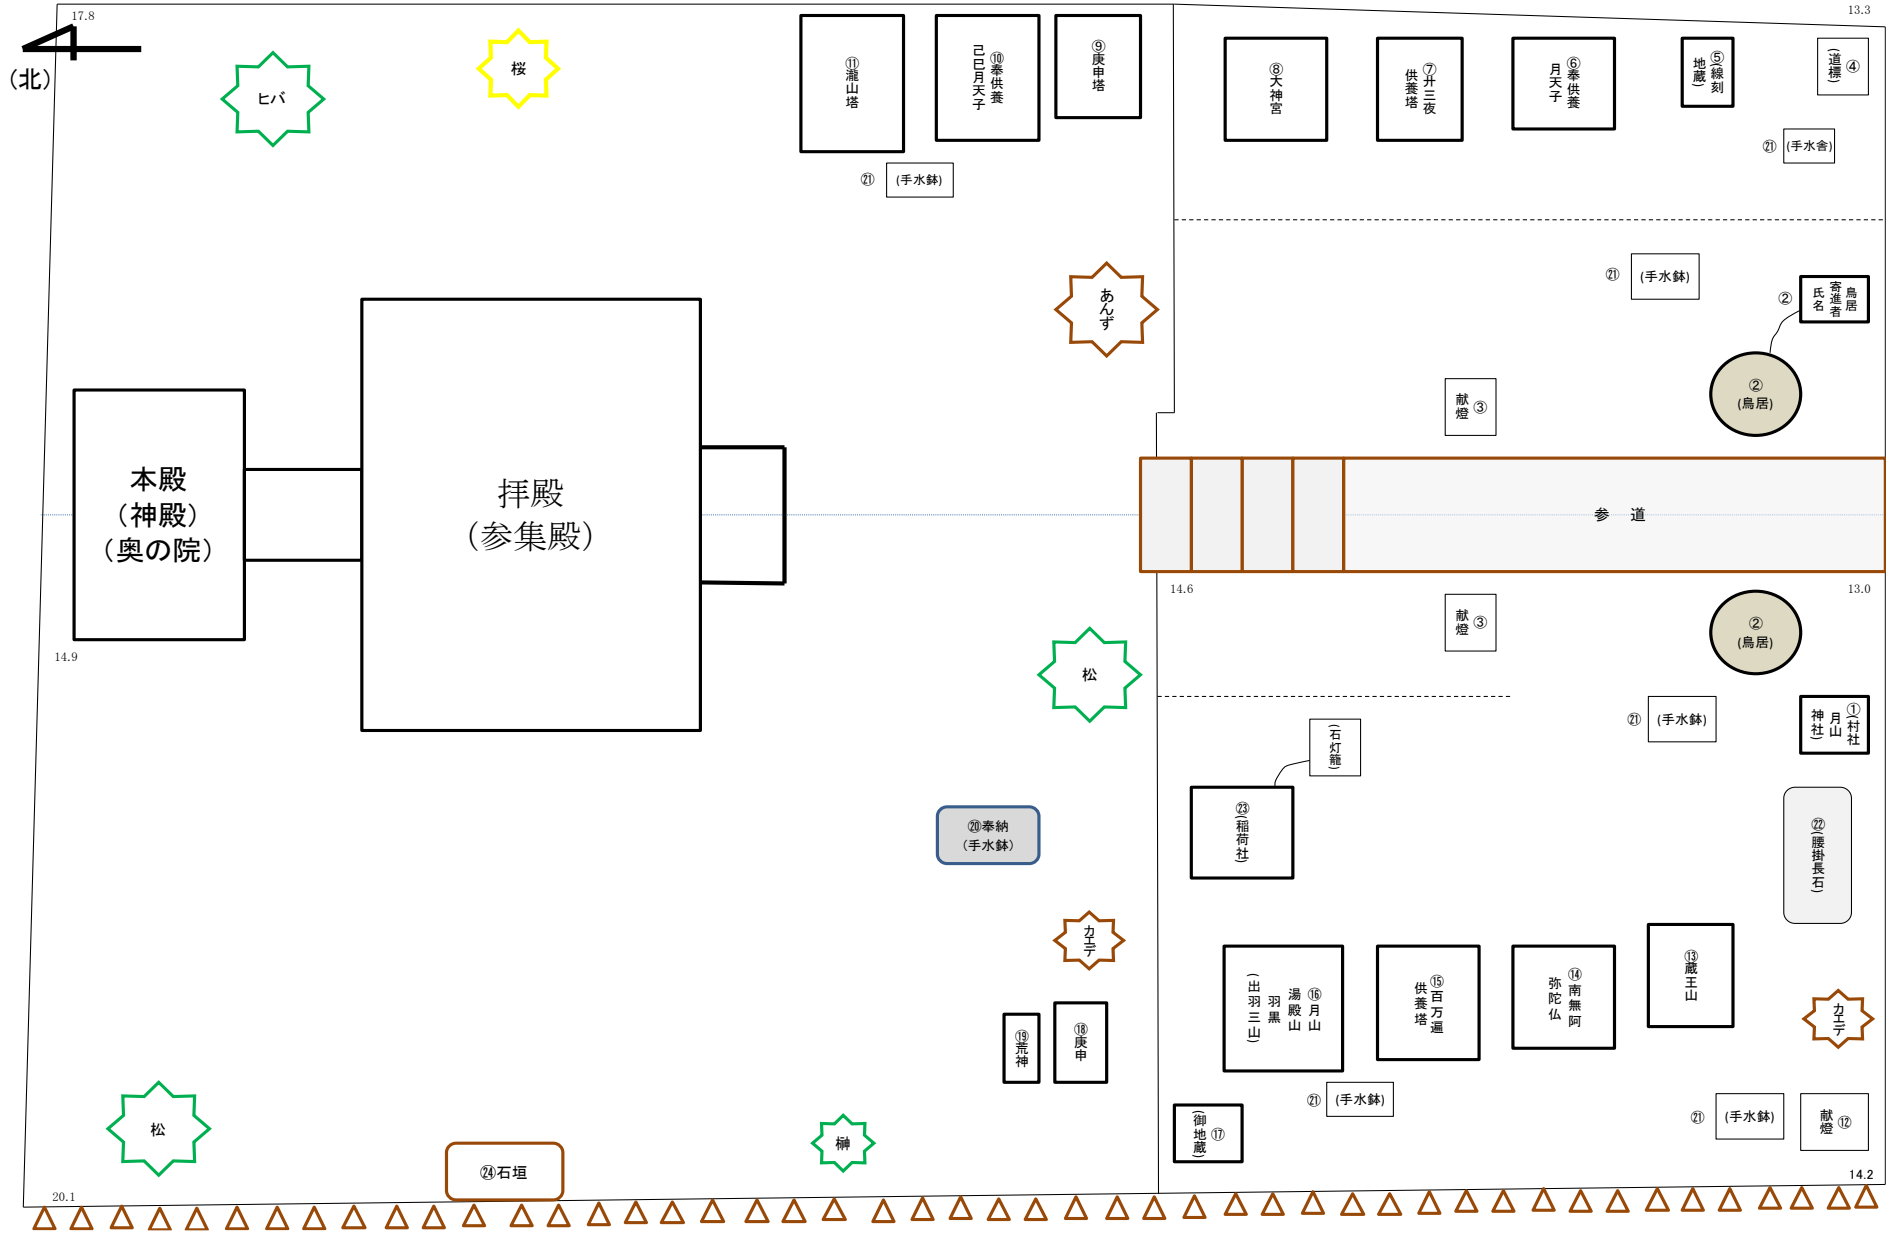 17.8
(北)
ヒバ
桜
⑪瀧山塔
⑩奉供養
己巳月天子
⑨庚申塔
㉑
(手水鉢)
⑧大神宮
⑦廾三夜
供養塔
⑥奉供養
月天子
⑤(線刻
地蔵)
④
(道標)
13.3
㉑
(手水舎)
㉑
(手水鉢)
②
鳥居
寄進者
氏名
②
(鳥居)
あんず
献燈
③
本殿
(神殿)
(奥の院)
拝殿
(参集殿)
参 道
14.6
13.0
献燈
③
②
(鳥居)
14.9
松
㉑
(手水鉢)
①(村社
月山
神社)
(石灯籠)
㉓(稲荷社)
㉒(腰掛長石)
⑳奉納
(手水鉢)
カエデ
⑲荒神
⑱庚申
⑯月山
湯殿山
羽黒
(出羽三山)
⑮百万遍
供養塔
⑭南無阿
弥陀仏
⑬蔵王山
カエデ
㉑
(手水鉢)
⑰
(御地蔵)
㉑
(手水鉢)
献燈
⑫
松
榊
㉔石垣
20.1
14.2